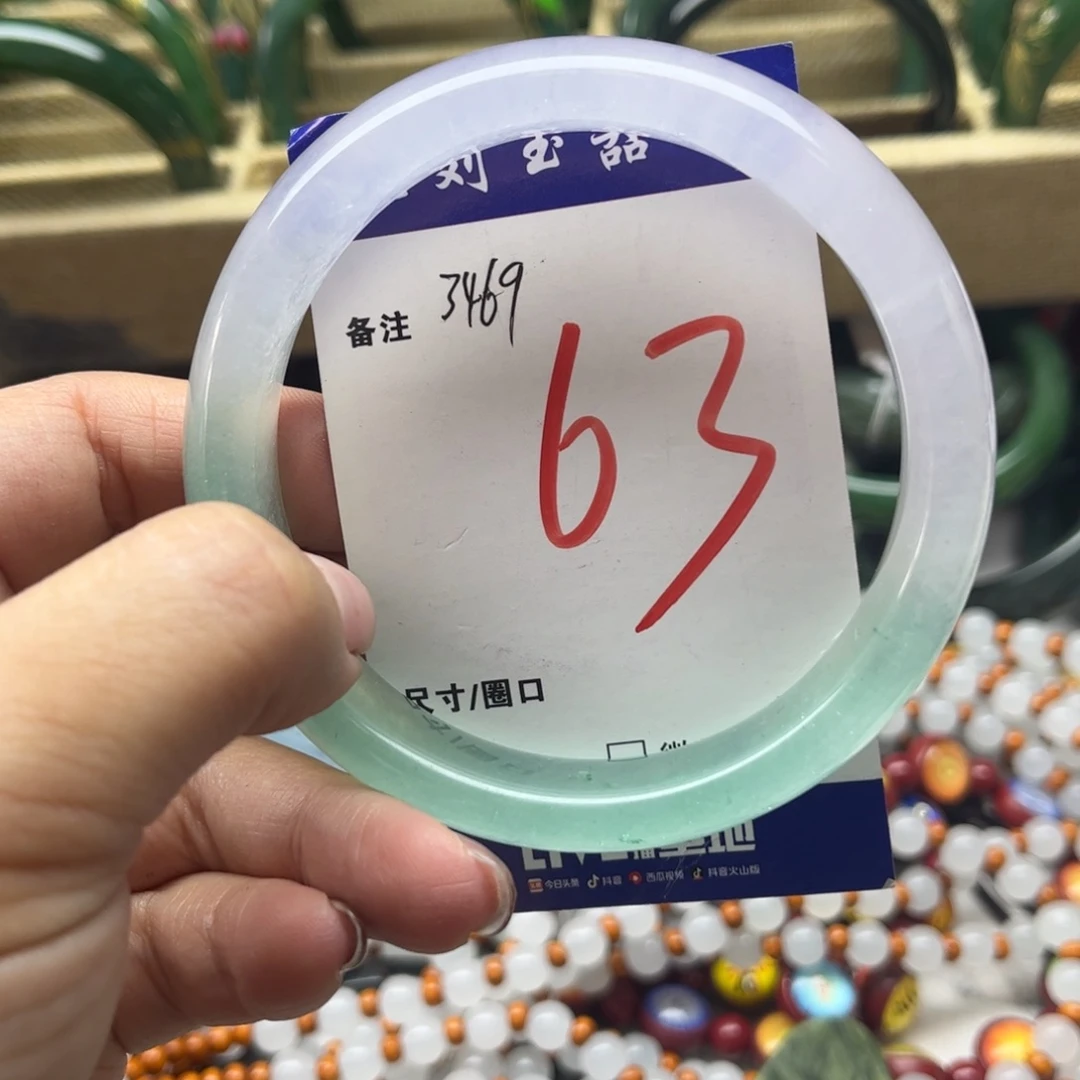 刘玉喆
备注 3469
63
尺寸/圈口
今日头条 抖音 西瓜视频 抖音火山版